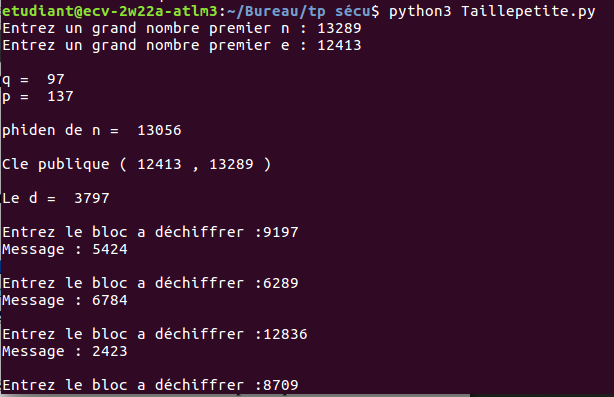 etudiant@ecv-2w22a-atlm3:~/Bureau/tp sécu$ python3 Taillepetite.py
Entrez un grand nombre premier n : 13289
Entrez un grand nombre premier e : 12413
q =  97
p =  137
phiden de n =  13056
Cle publique ( 12413 , 13289 )
Le d =  3797
Entrez le bloc a déchiffrer :9197
Message : 5424
Entrez le bloc a déchiffrer :6289
Message : 6784
Entrez le bloc a déchiffrer :12836
Message : 2423
Entrez le bloc a déchiffrer :8709